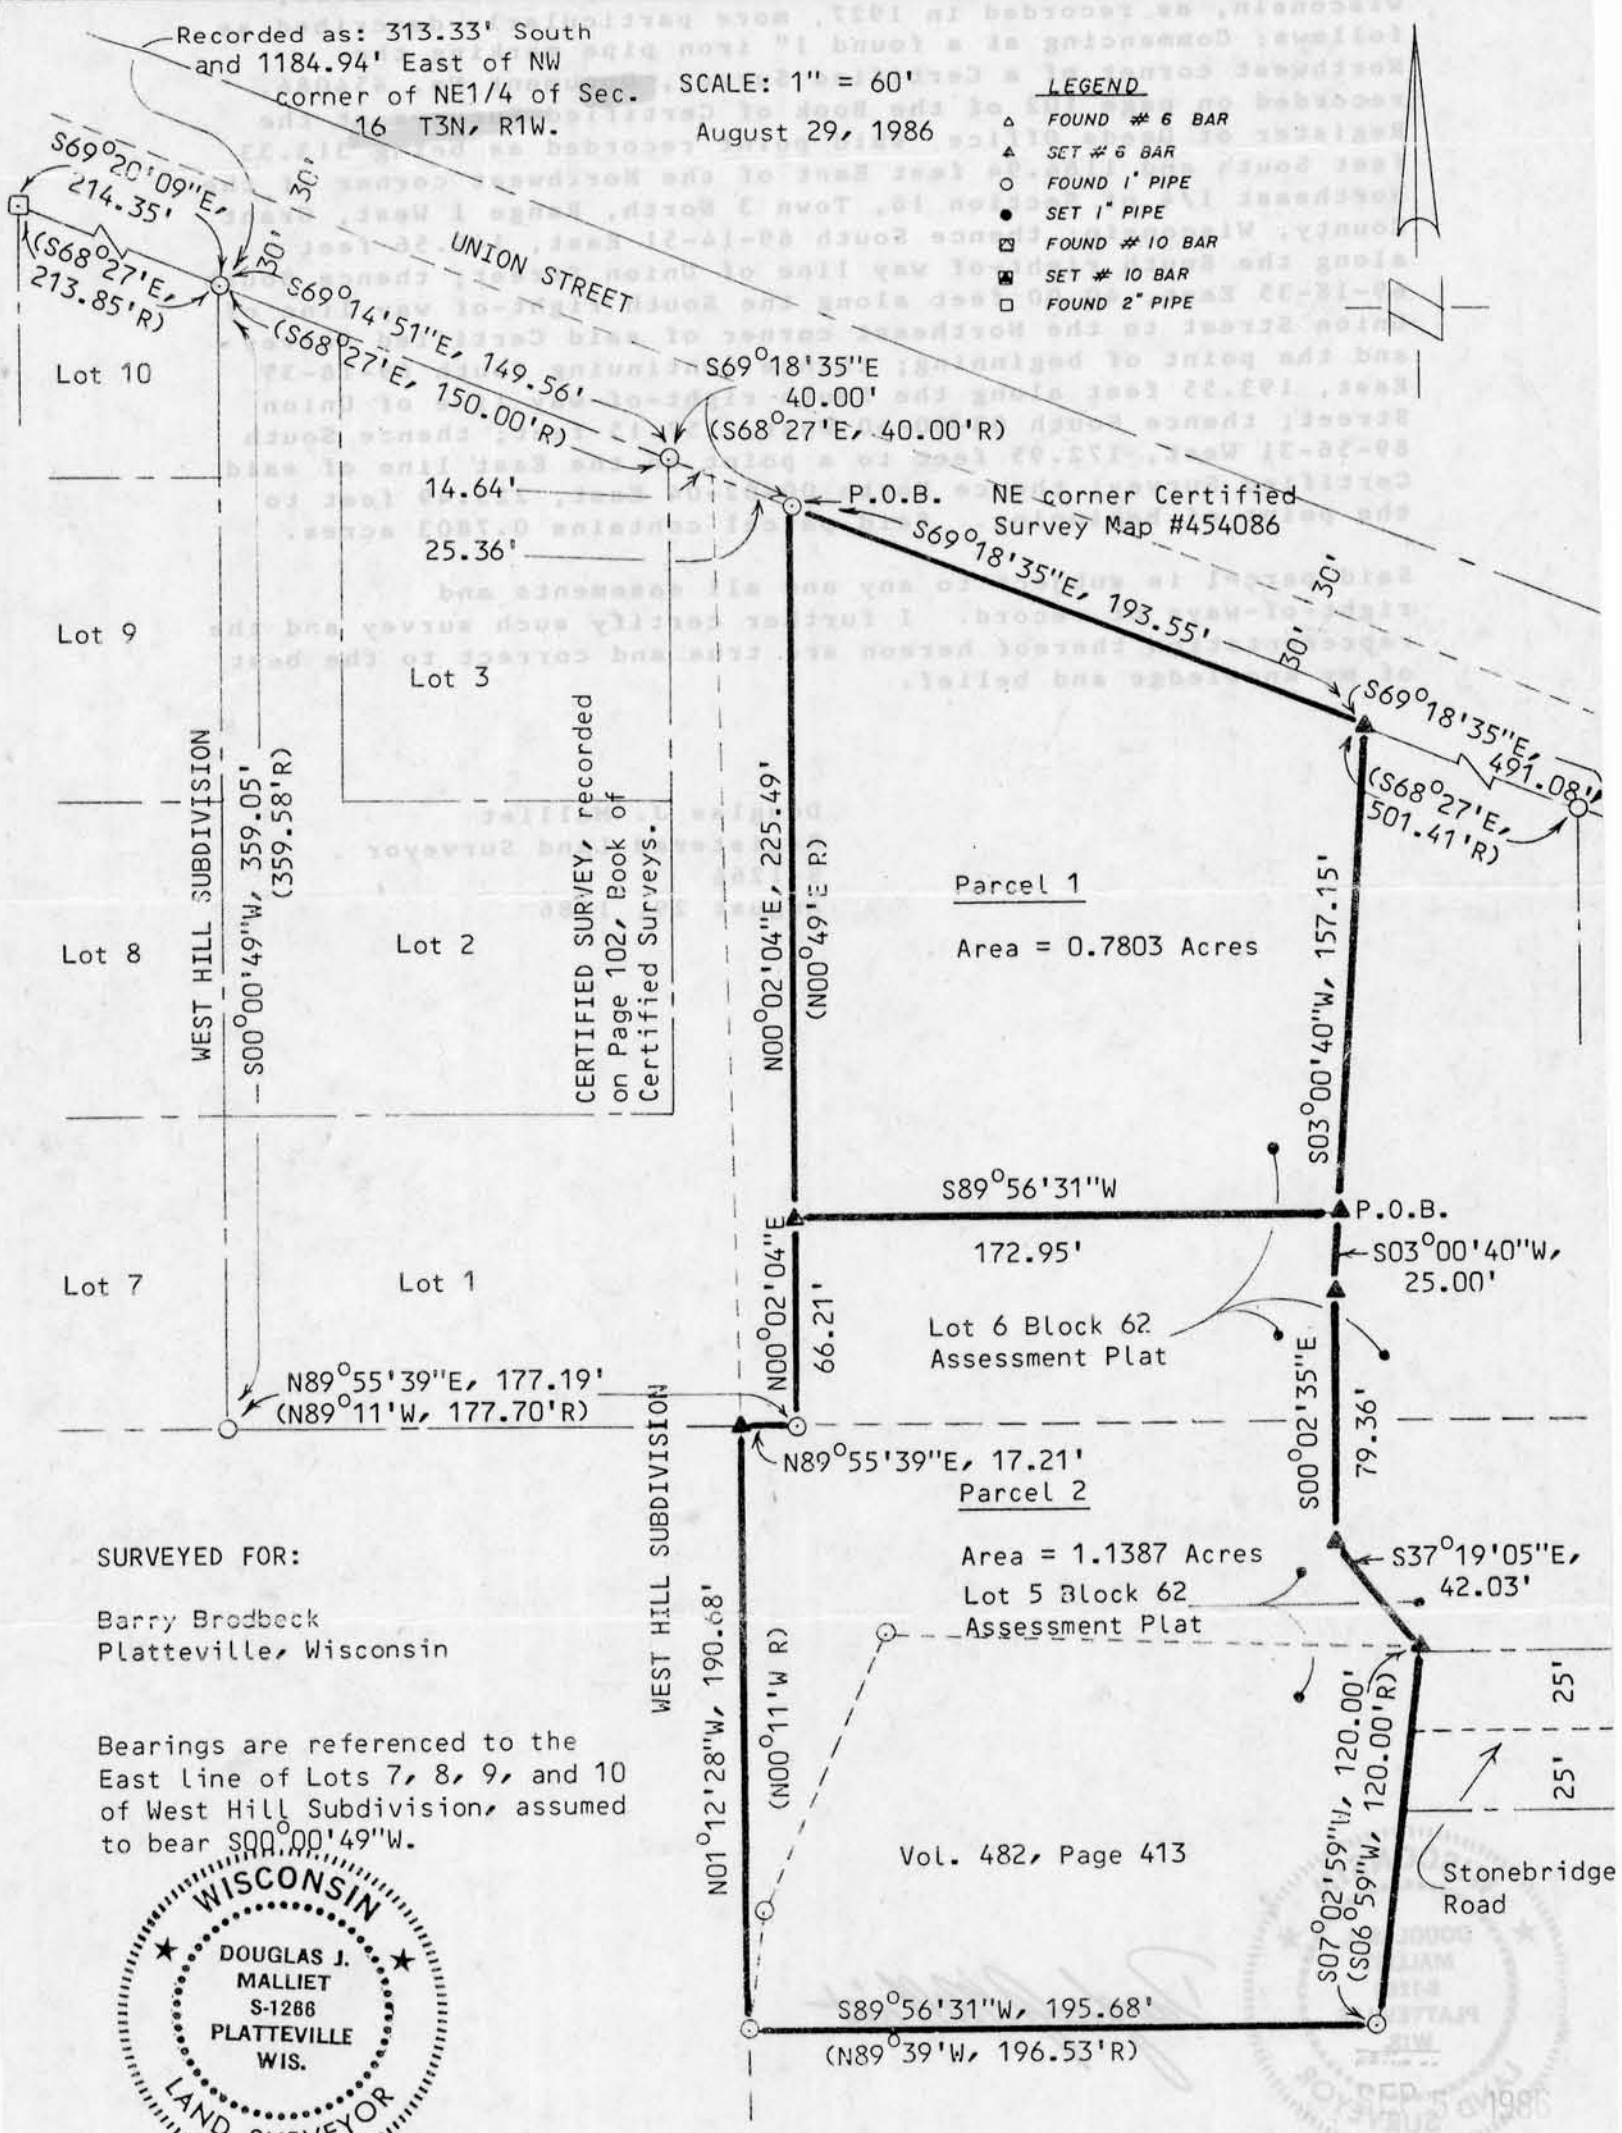 Recorded as: 313.33' South
and 1184.94' East of NW
corner of NE1/4 of Sec.
16 T3N, R1W.
SCALE: 1" = 60'
August 29, 1986
LEGEND
FOUND # 6 BAR
SET # 6 BAR
FOUND 1" PIPE
SET 1" PIPE
FOUND # 10 BAR
SET # 10 BAR
FOUND 2" PIPE
S69°20'09"E,
214.35'
(S68°27'E,
213.85'R)
30'
30'
UNION STREET
S69°14'51"E, 149.56'
(S68°27'E, 150.00'R)
S69°18'35"E
40.00'
(S68°27'E, 40.00'R)
Lot 10
14.64'
25.36'
P.O.B.
NE corner Certified
Survey Map #454086
S69°18'35"E, 193.55'
30'
30'
S69°18'35"E,
491.08'
(S68°27'E,
501.41'R)
Lot 9
Lot 3
WEST HILL SUBDIVISION
S00°00'49"W, 359.05'
(359.58'R)
CERTIFIED SURVEY, recorded
on Page 102, Book of
Certified Surveys.
N00°02'04"E, 225.49'
(N00°49'E R)
Parcel 1
Area = 0.7803 Acres
S03°00'40"W, 157.15'
Lot 8
Lot 2
S89°56'31"W
172.95'
P.O.B.
S03°00'40"W,
25.00'
Lot 7
Lot 1
N00°02'04"E
66.21'
Lot 6 Block 62
Assessment Plat
S00°02'35"E
79.36'
N89°55'39"E, 177.19'
(N89°11'W, 177.70'R)
N89°55'39"E, 17.21'
WEST HILL SUBDIVISION
Parcel 2
Area = 1.1387 Acres
Lot 5 Block 62
Assessment Plat
S37°19'05"E,
42.03'
SURVEYED FOR:
Barry Brodbeck
Platteville, Wisconsin
N01°12'28"W, 190.68'
(N00°11'W R)
S07°02'59"W, 120.00'
(S06°59"W, 120.00'R)
25'
25'
Bearings are referenced to the
East line of Lots 7, 8, 9, and 10
of West Hill Subdivision, assumed
to bear S00°00'49"W.
Vol. 482, Page 413
Stonebridge
Road
WISCONSIN
DOUGLAS J.
MALLIET
S-1266
PLATTEVILLE
WIS.
LAND SURVEYOR
S89°56'31"W, 195.68'
(N89°39'W, 196.53'R)